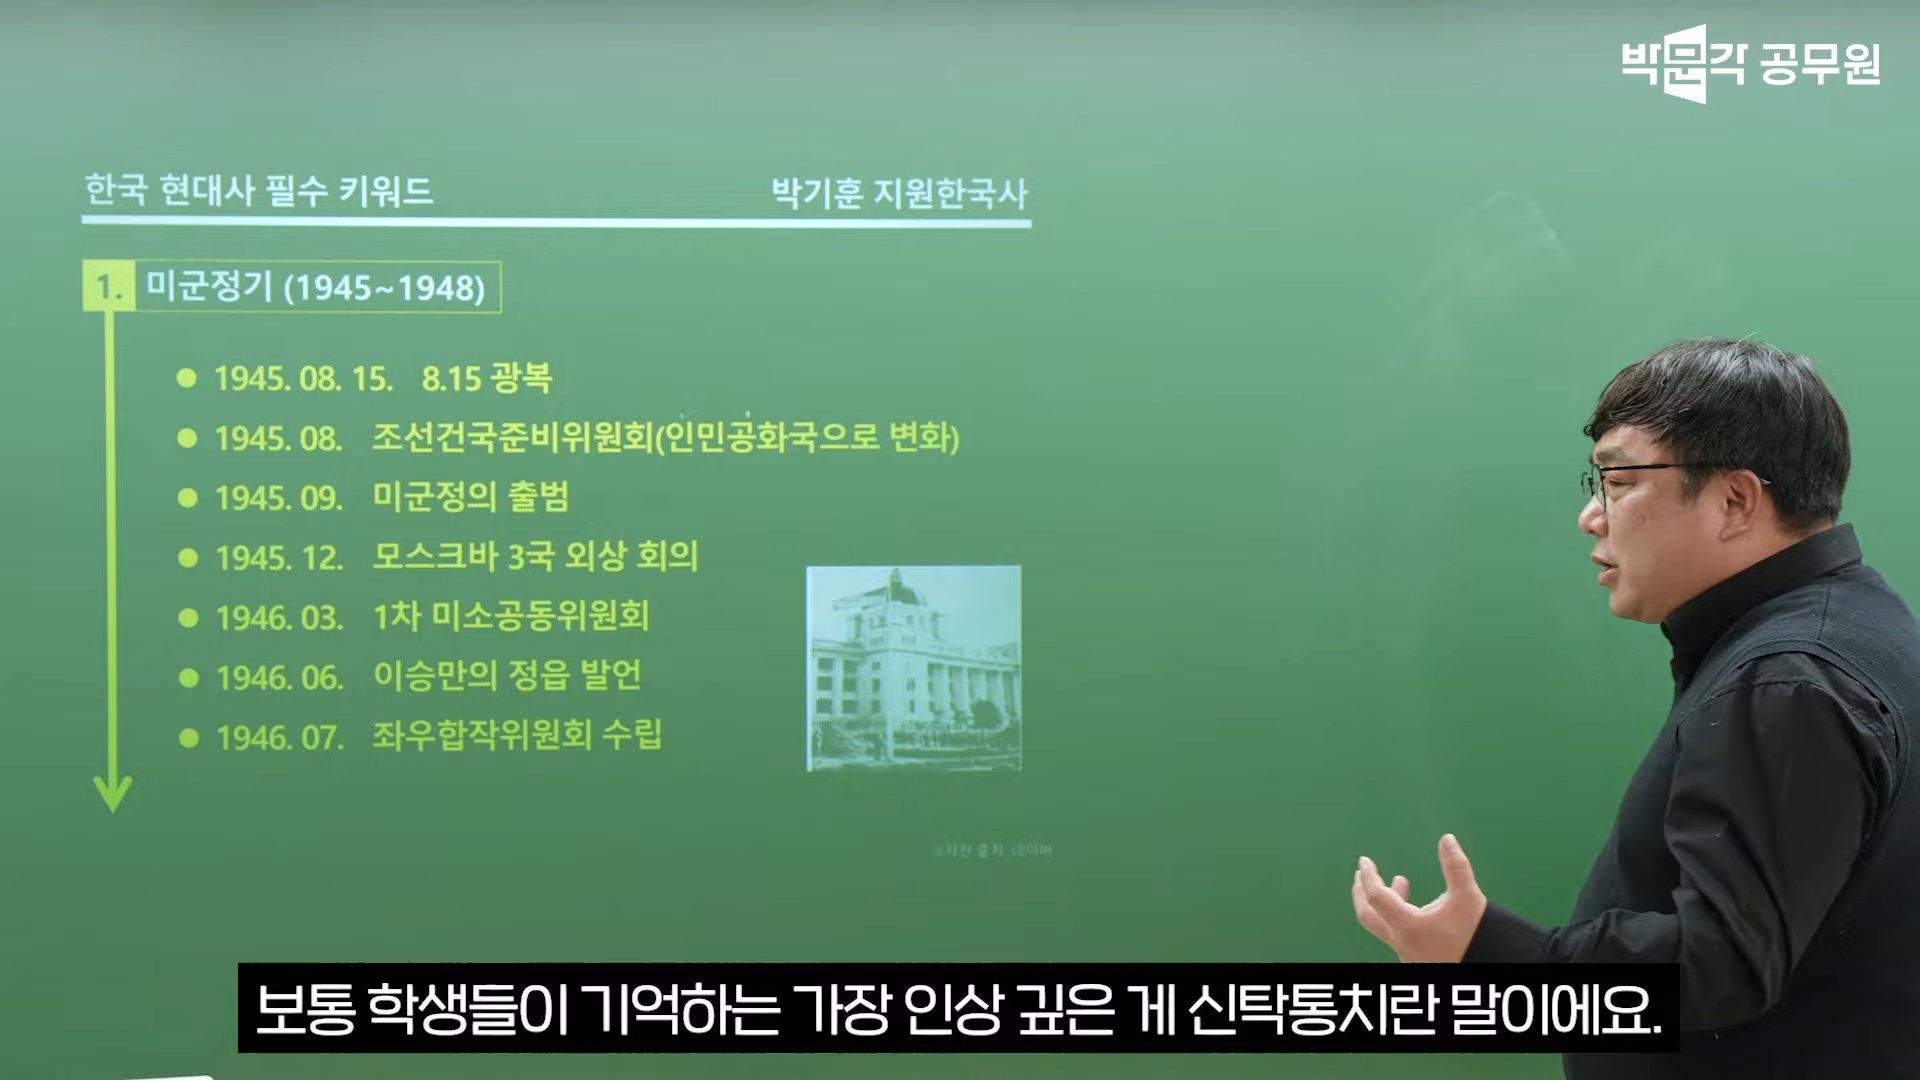 박문각 공무원
한국 현대사 필수 키워드 박기훈 지원한국사
1. 미군정기 (1945~1948)
● 1945. 08. 15. 8.15 광복
● 1945. 08. 조선건국준비위원회(인민공화국으로 변화)
● 1945. 09. 미군정의 출범
● 1945. 12. 모스크바 3국 외상 회의
● 1946. 03. 1차 미소공동위원회
● 1946. 06. 이승만의 정읍 발언
● 1946. 07. 좌우합작위원회 수립
※사진 출처: 네이버
보통 학생들이 기억하는 가장 인상 깊은 게 신탁통치란 말이에요.